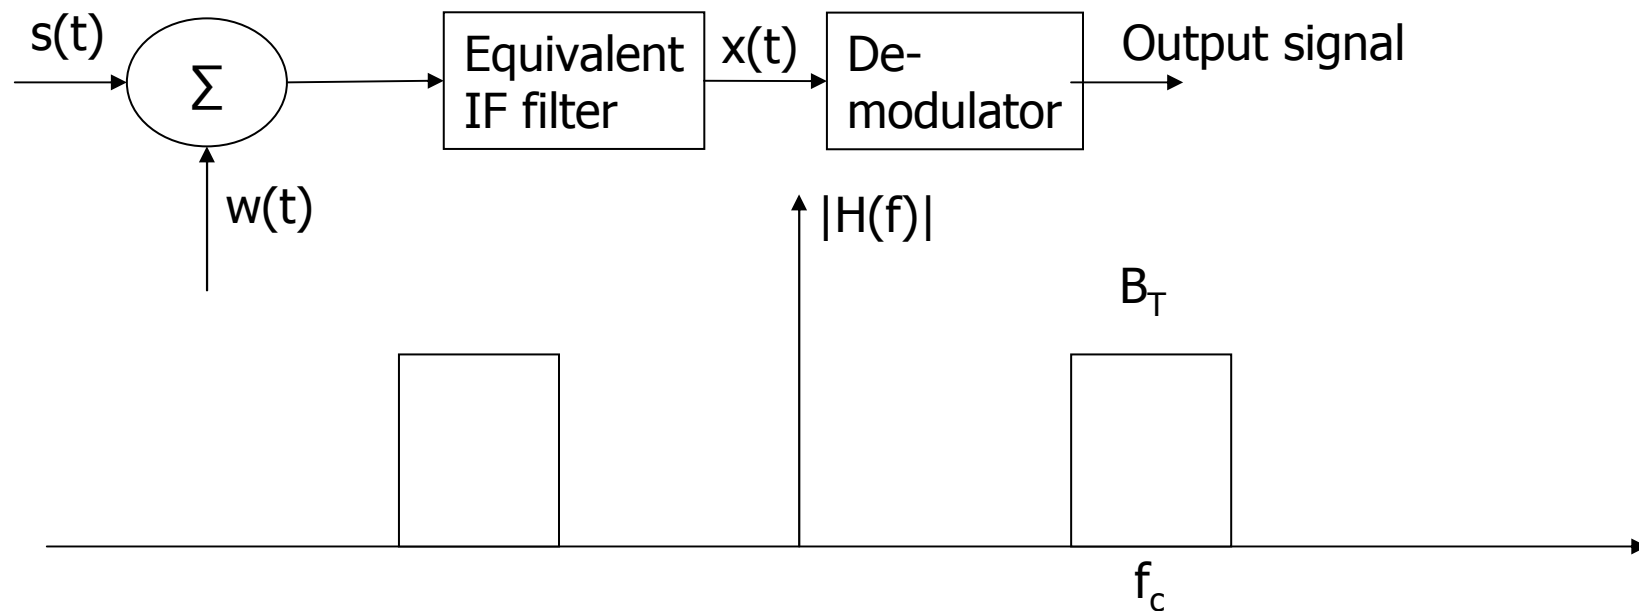 s(t)
Σ
Equivalent
IF filter
x(t)
De-
modulator
Output signal
w(t)
|H(f)|
B_T
f_c